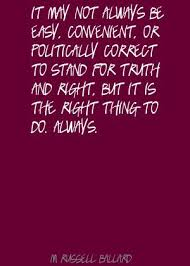 IT MAY NOT ALWAYS BE
EASY, CONVENIENT, OR
POLITICALLY CORRECT
TO STAND FOR TRUTH
AND RIGHT, BUT IT IS
THE RIGHT THING TO
DO. ALWAYS.
M. RUSSELL BALLARD